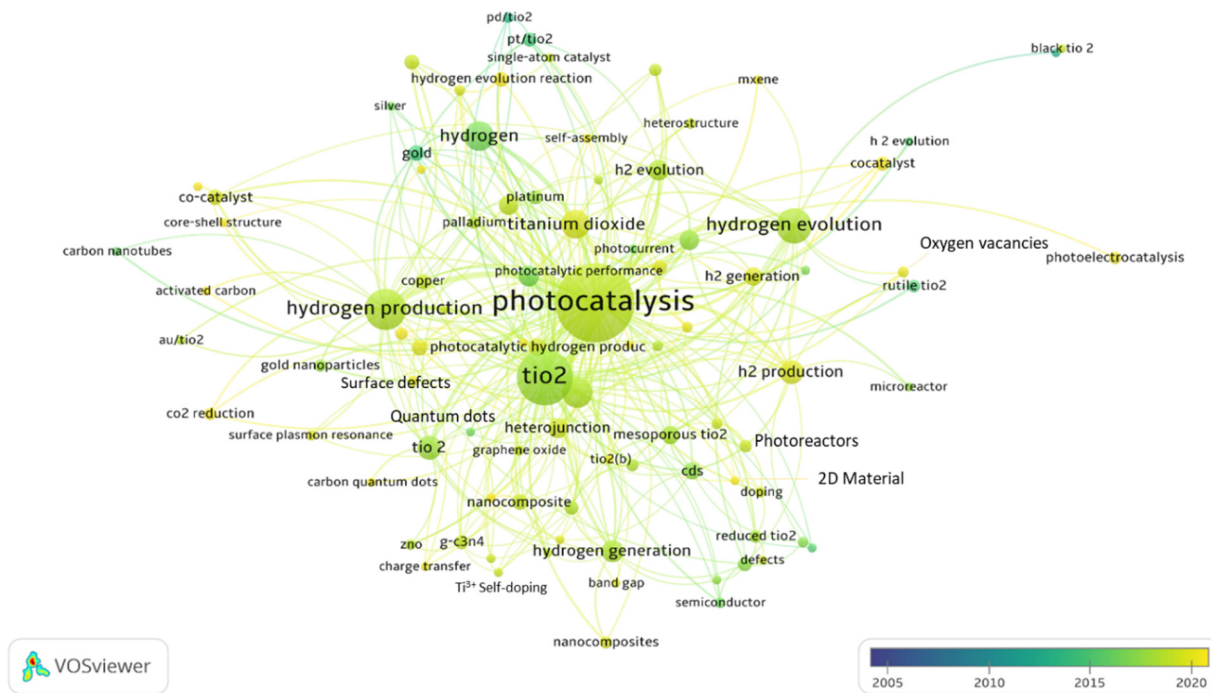 pd/tio2
pt/tio2
black tio 2
single-atom catalyst
hydrogen evolution reaction
mxene
silver
heterostructure
hydrogen
self-assembly
h 2 evolution
gold
cocatalyst
h2 evolution
co-catalyst
platinum
core-shell structure
palladium
titanium dioxide
hydrogen evolution
Oxygen vacancies
carbon nanotubes
photocurrent
photoelectrocatalysis
photocatalytic performance
h2 generation
copper
rutile tio2
activated carbon
photocatalysis
hydrogen production
au/tio2
photocatalytic hydrogen produc
gold nanoparticles
tio2
h2 production
Surface defects
microreactor
co2 reduction
Quantum dots
heterojunction
surface plasmon resonance
mesoporous tio2
Photoreactors
tio 2
graphene oxide
tio2(b)
cds
2D Material
carbon quantum dots
doping
nanocomposite
reduced tio2
zno
g-c3n4
hydrogen generation
charge transfer
defects
Ti³⁺ Self-doping
band gap
semiconductor
nanocomposites
VOSviewer
2005 2010 2015 2020